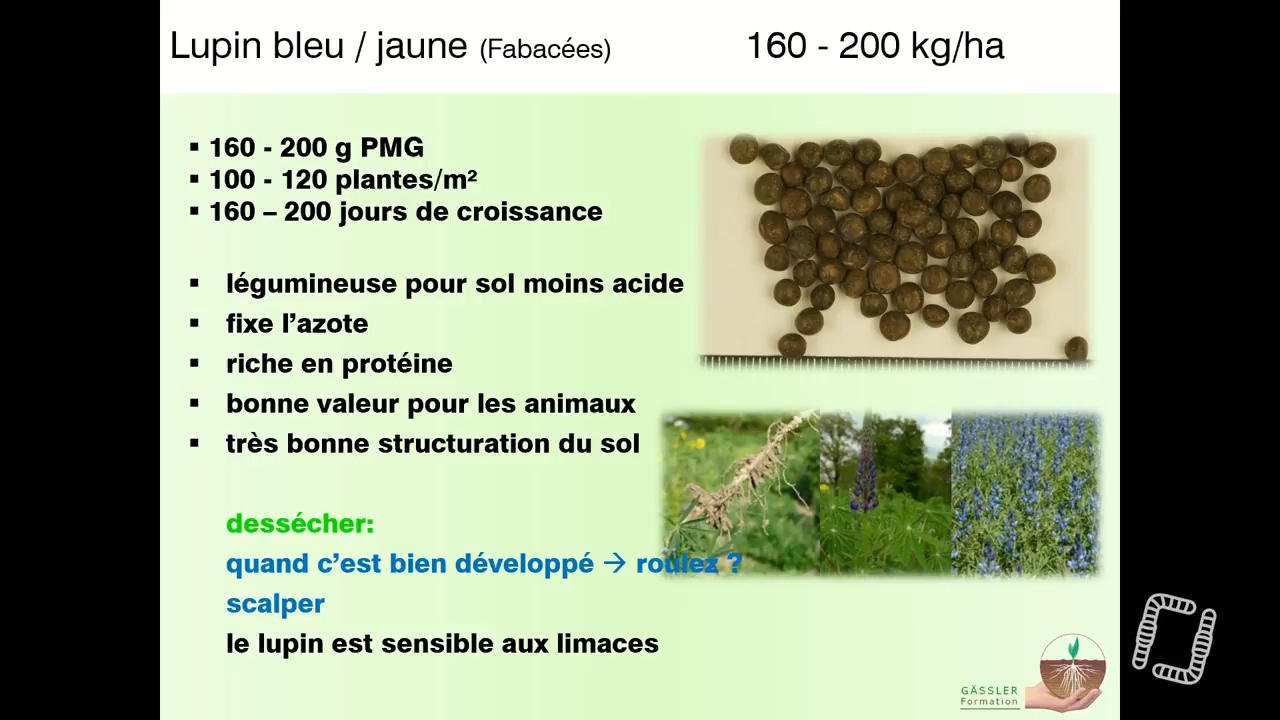 Lupin bleu / jaune (Fabacées) 160 - 200 kg/ha
▪ 160 - 200 g PMG
▪ 100 - 120 plantes/m²
▪ 160 – 200 jours de croissance
▪ légumineuse pour sol moins acide
▪ fixe l'azote
▪ riche en protéine
▪ bonne valeur pour les animaux
▪ très bonne structuration du sol
dessécher:
quand c'est bien développé → roulez ?
scalper
le lupin est sensible aux limaces
GÄSSLER
Formation